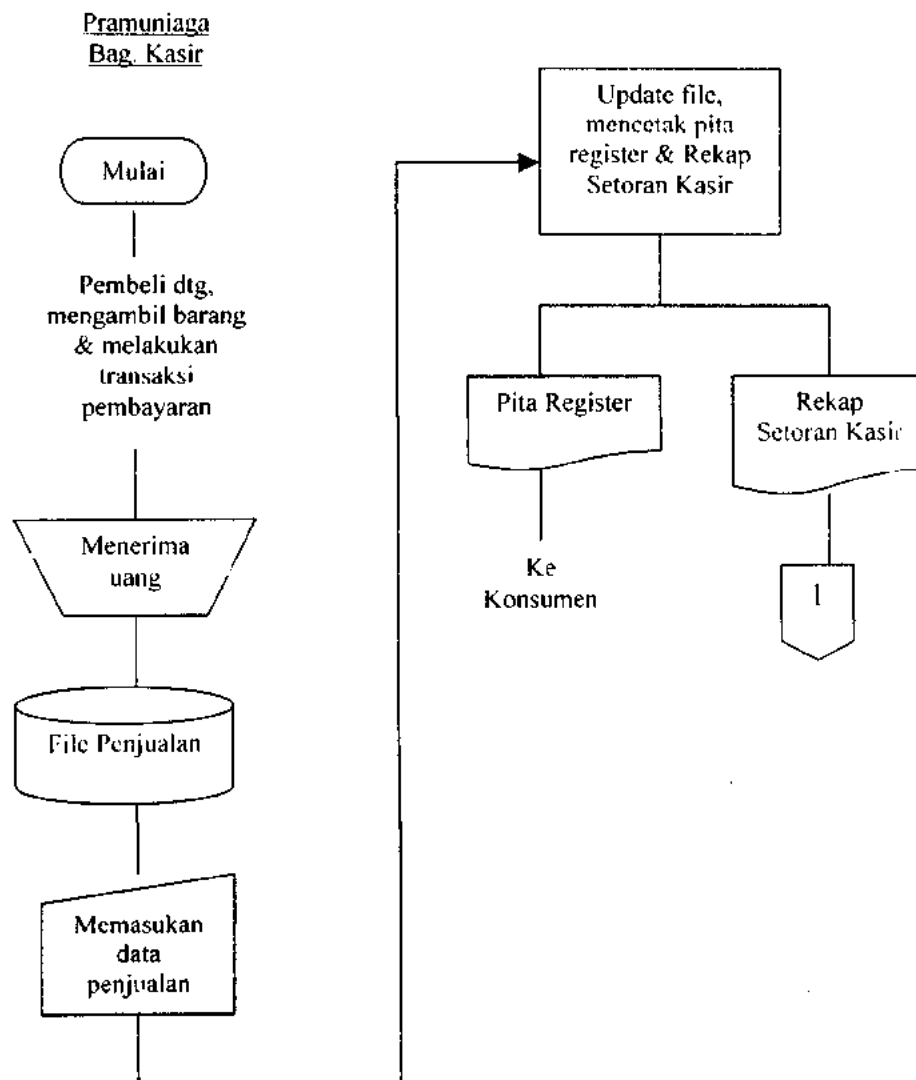 Pramuniaga
Bag. Kasir
Mulai
Pembeli dtg,
mengambil barang
& melakukan
transaksi
pembayaran
Menerima
uang
File Penjualan
Memasukan
data
penjualan
Update file,
mencetak pita
register & Rekap
Setoran Kasir
Pita Register
Ke
Konsumen
Rekap
Setoran Kasir
1